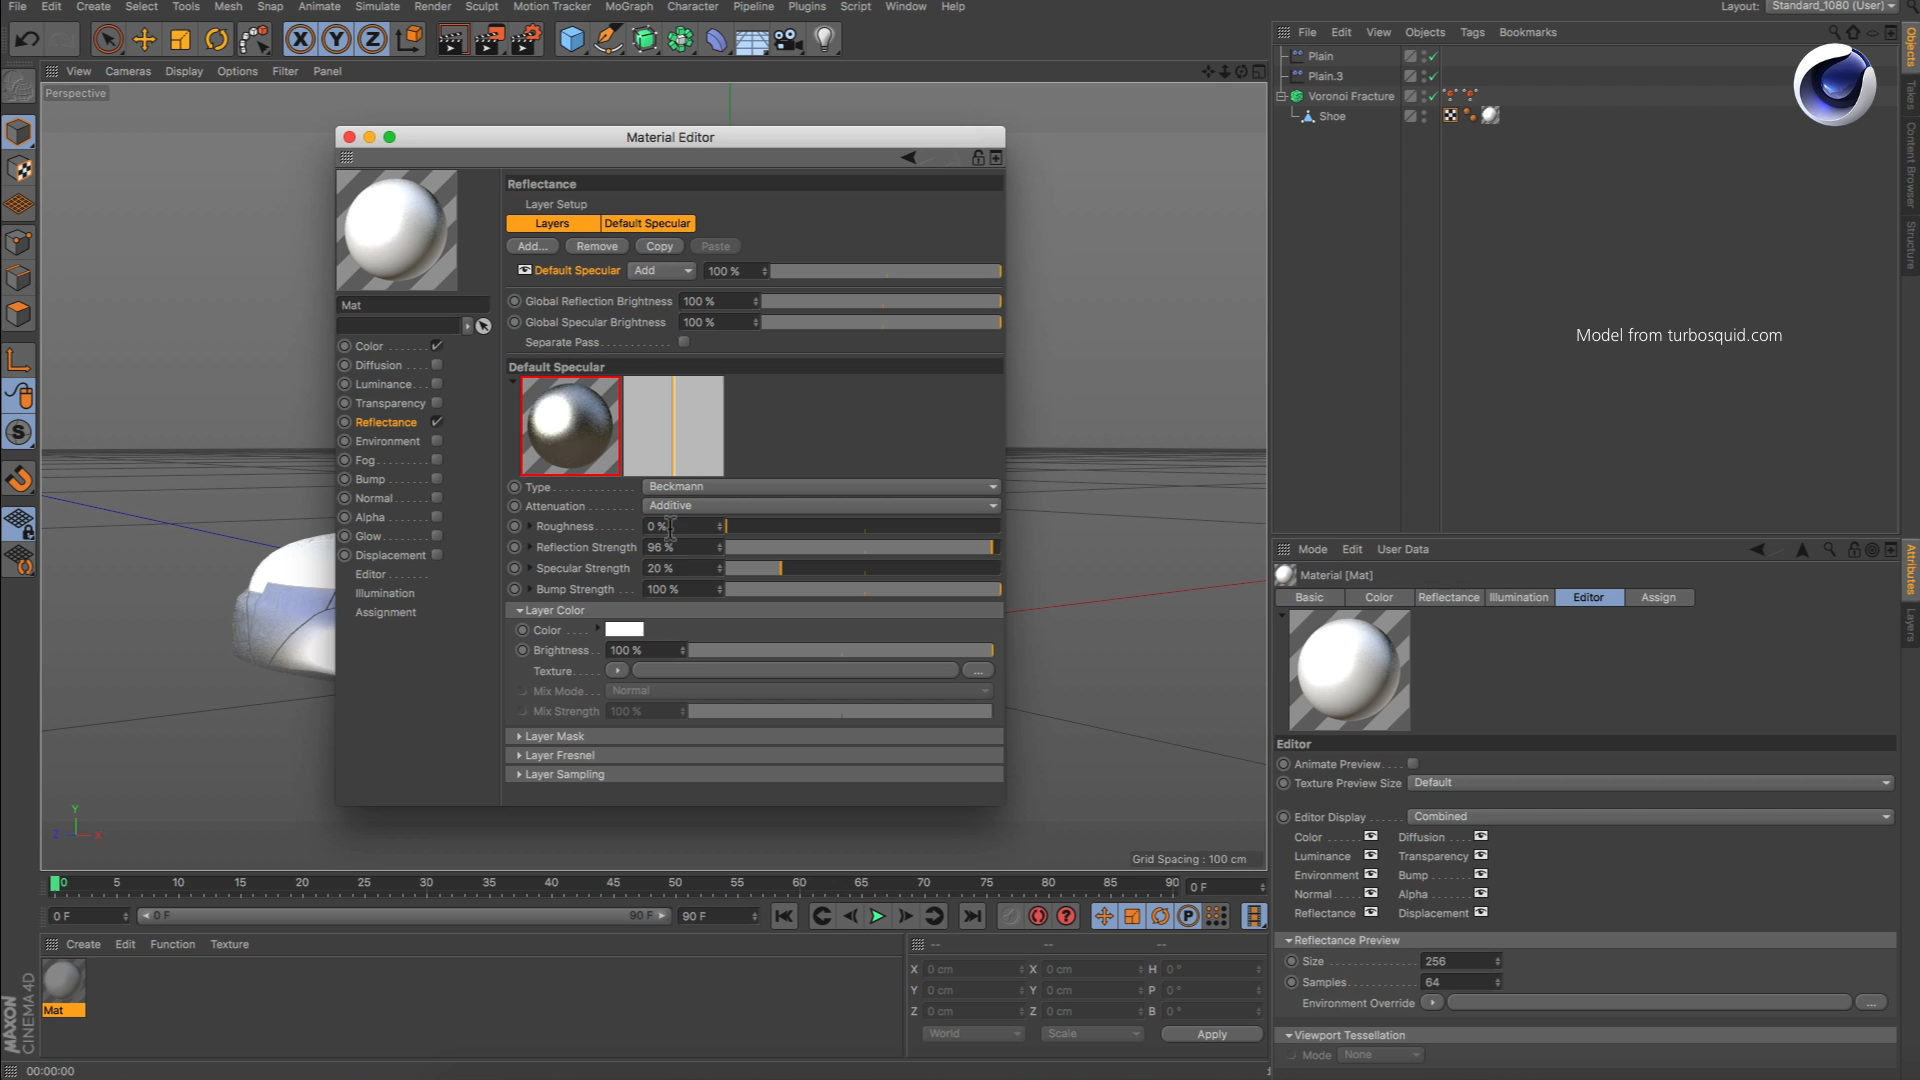 File Edit Create Select Tools Mesh Snap Animate Simulate Render Sculpt Motion Tracker MoGraph Character Pipeline Plugins Script Window Help
Layout: Standard_1080 (User)
X Y Z
View Cameras Display Options Filter Panel
Perspective
Material Editor
Mat
Color
Diffusion
Luminance
Transparency
Reflectance
Environment
Fog
Bump
Normal
Alpha
Glow
Displacement
Editor
Illumination
Assignment
Reflectance
Layer Setup
Layers Default Specular
Add... Remove Copy Paste
Default Specular Add 100 %
Global Reflection Brightness 100 %
Global Specular Brightness 100 %
Separate Pass
Default Specular
Type Beckmann
Attenuation Additive
Roughness 0 %
Reflection Strength 96 %
Specular Strength 20 %
Bump Strength 100 %
Layer Color
Color
Brightness 100 %
Texture ...
Mix Mode Normal
Mix Strength 100 %
Layer Mask
Layer Fresnel
Layer Sampling
Y
Z X
Grid Spacing : 100 cm
0 5 10 15 20 25 30 35 40 45 50 55 60 65 70 75 80 85 90 0 F
0 F 0 F 90 F 90 F
P
Create Edit Function Texture
Mat
-- -- --
X 0 cm X 0 cm H 0 °
Y 0 cm Y 0 cm P 0 °
Z 0 cm Z 0 cm B 0 °
World Scale Apply
MAXON
CINEMA 4D
00:00:00
File Edit View Objects Tags Bookmarks
Plain
Plain.3
Voronoi Fracture
Shoe
Model from turbosquid.com
Objects
Takes
Content Browser
Structure
Mode Edit User Data
Material [Mat]
Basic Color Reflectance Illumination Editor Assign
Editor
Animate Preview
Texture Preview Size Default
Editor Display Combined
Color Diffusion
Luminance Transparency
Environment Bump
Normal Alpha
Reflectance Displacement
Reflectance Preview
Size 256
Samples 64
Environment Override ...
Viewport Tessellation
Mode None
Attributes
Layers